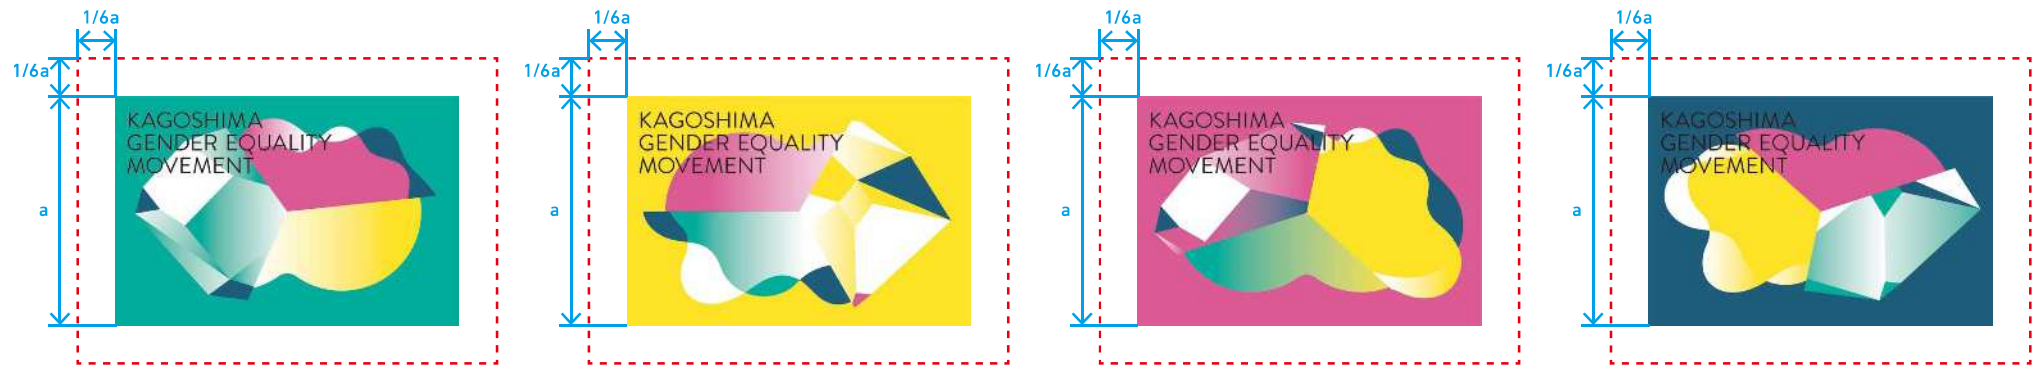 1/6a
1/6a
a
KAGOSHIMA
GENDER EQUALITY
MOVEMENT
1/6a
1/6a
a
KAGOSHIMA
GENDER EQUALITY
MOVEMENT
1/6a
1/6a
a
KAGOSHIMA
GENDER EQUALITY
MOVEMENT
1/6a
1/6a
a
KAGOSHIMA
GENDER EQUALITY
MOVEMENT